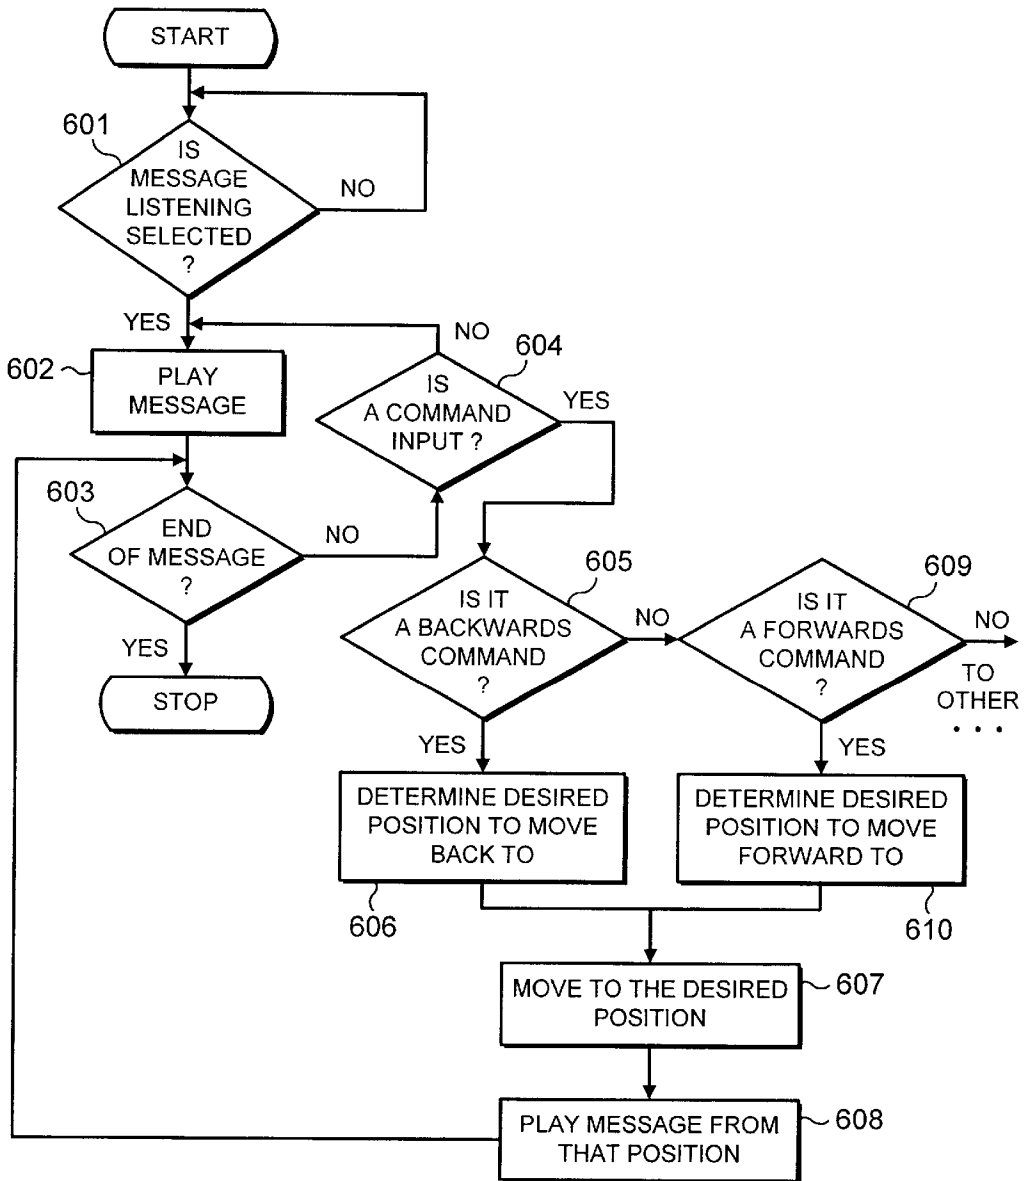 START
601
IS
MESSAGE
LISTENING
SELECTED
?
NO
YES
602
PLAY
MESSAGE
NO
604
IS
A COMMAND
INPUT ?
YES
603
END
OF MESSAGE
?
NO
YES
STOP
605
IS IT
A BACKWARDS
COMMAND
?
NO
609
IS IT
A FORWARDS
COMMAND
?
NO
TO
OTHER
. . .
YES
YES
DETERMINE DESIRED
POSITION TO MOVE
BACK TO
606
DETERMINE DESIRED
POSITION TO MOVE
FORWARD TO
610
MOVE TO THE DESIRED
POSITION
607
PLAY MESSAGE FROM
THAT POSITION
608